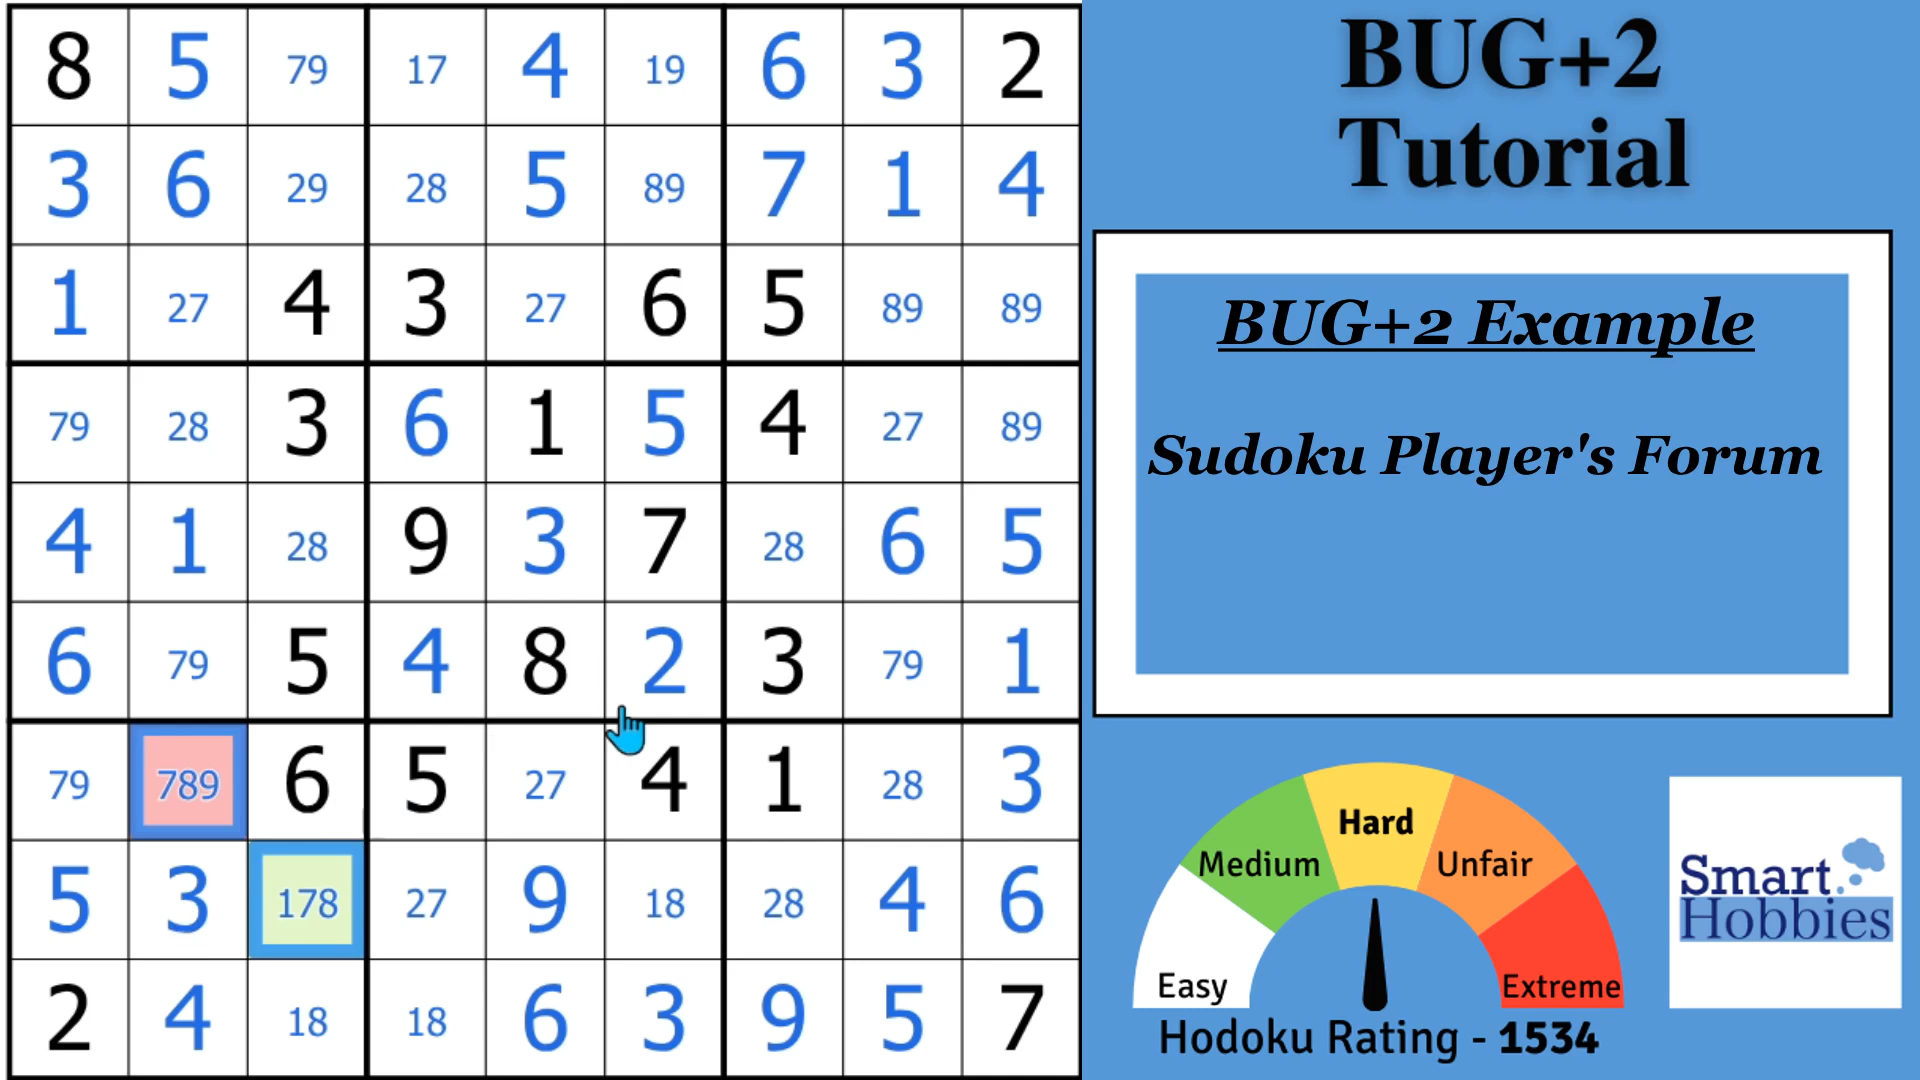 8 5 79 17 4 19 6 3 2
3 6 29 28 5 89 7 1 4
1 27 4 3 27 6 5 89 89
79 28 3 6 1 5 4 27 89
4 1 28 9 3 7 28 6 5
6 79 5 4 8 2 3 79 1
79 789 6 5 27 4 1 28 3
5 3 178 27 9 18 28 4 6
2 4 18 18 6 3 9 5 7
BUG+2
Tutorial
BUG+2 Example
Sudoku Player's Forum
Easy Medium Hard Unfair Extreme
Hodoku Rating - 1534
Smart
Hobbies